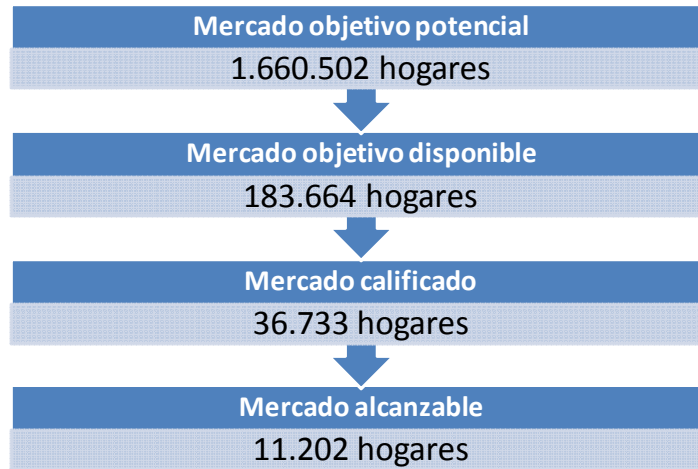 Mercado objetivo potencial
1.660.502 hogares
Mercado objetivo disponible
183.664 hogares
Mercado calificado
36.733 hogares
Mercado alcanzable
11.202 hogares